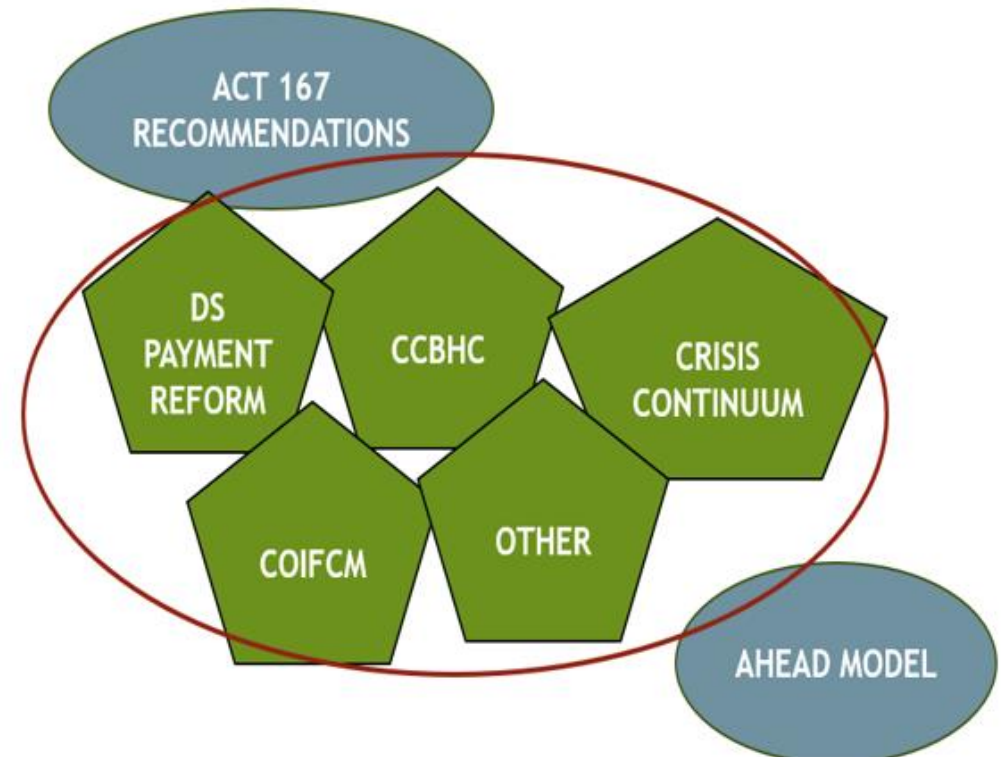 ACT 167
RECOMMENDATIONS
DS
PAYMENT
REFORM
CCBHC
CRISIS
CONTINUUM
COIFCM
OTHER
AHEAD MODEL